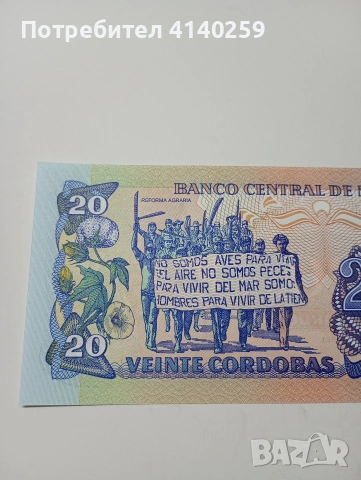 Потребител 4140259
BANCO CENTRAL DE
20
REFORMA AGRARIA
NO SOMOS AVES PARA VIVIR
DEL AIRE NO SOMOS PECES
PARA VIVIR DEL MAR SOMOS
HOMBRES PARA VIVIR DE LA TIERRA
20
VEINTE CORDOBAS
BAZAR